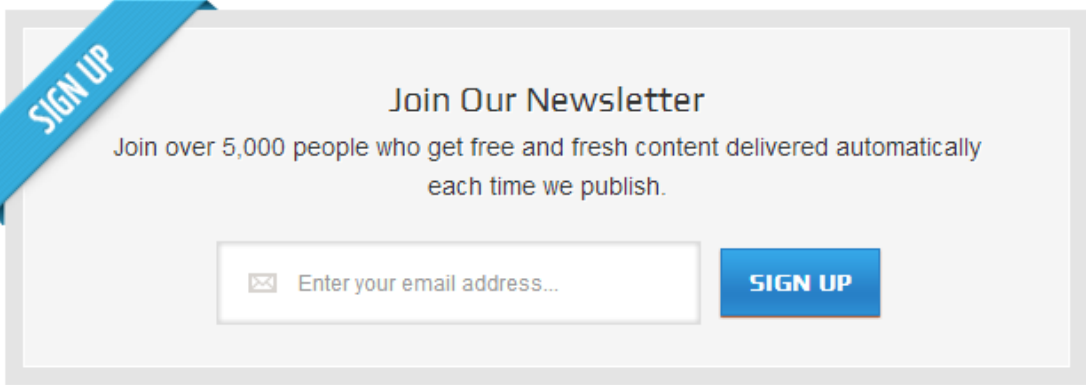 SIGN UP
Join Our Newsletter
Join over 5,000 people who get free and fresh content delivered automatically
each time we publish.
Enter your email address...
SIGN UP